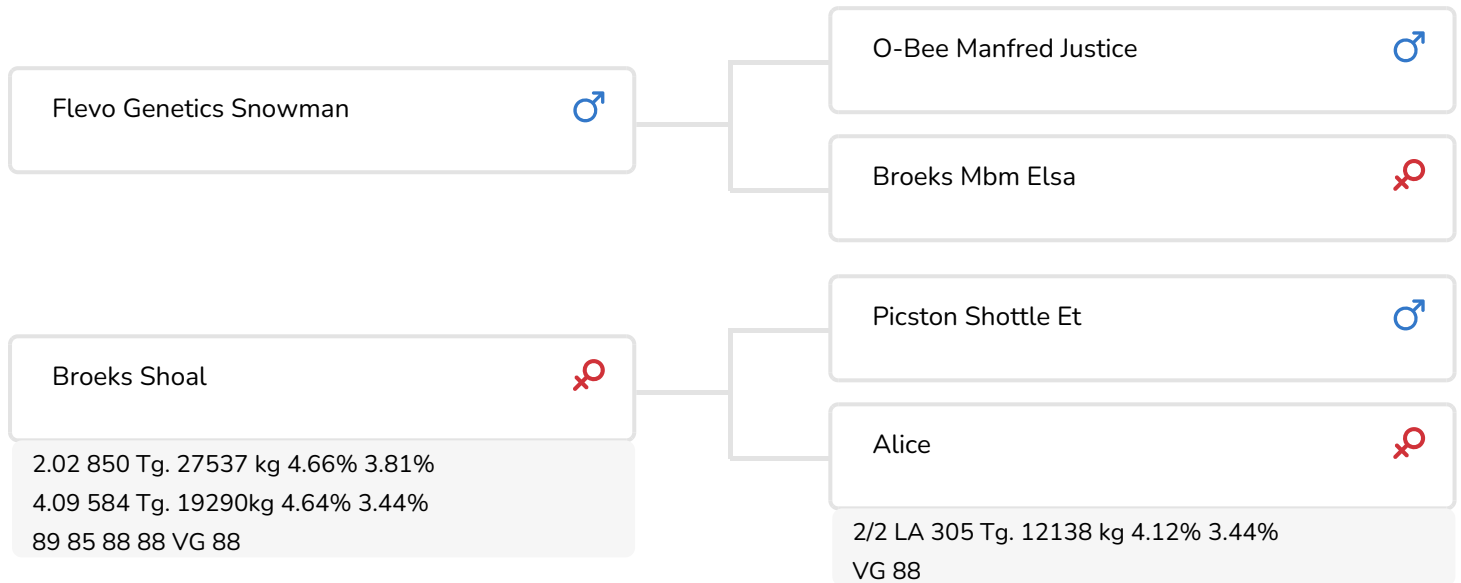 O-Bee Manfred Justice
Flevo Genetics Snowman
Broeks Mbm Elsa
Picston Shottle Et
Broeks Shoal
Alice
2.02 850 Tg. 27537 kg 4.66% 3.81%
4.09 584 Tg. 19290kg 4.64% 3.44%
89 85 88 88 VG 88
2/2 LA 305 Tg. 12138 kg 4.12% 3.44%
VG 88